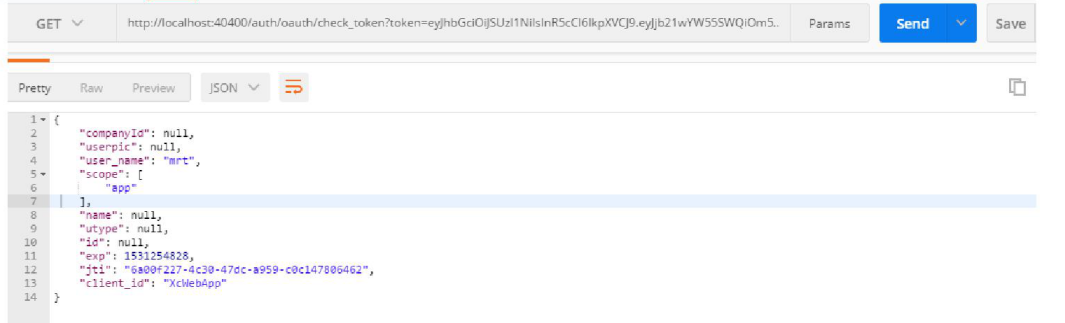 GET http://localhost:40400/auth/oauth/check_token?token=eyJhbGciOiJSUzI1NiIsInR5cCI6IkpXVCJ9.eyJjb21wYW55SWQiOm5.. Params Send Save
Pretty Raw Preview JSON
1 {
2 "companyId": null,
3 "userpic": null,
4 "user_name": "mrt",
5 "scope": [
6 "app"
7 ],
8 "name": null,
9 "utype": null,
10 "id": null,
11 "exp": 1531254828,
12 "jti": "6a00f227-4c30-47dc-a959-c0c147806462",
13 "client_id": "XcWebApp"
14 }